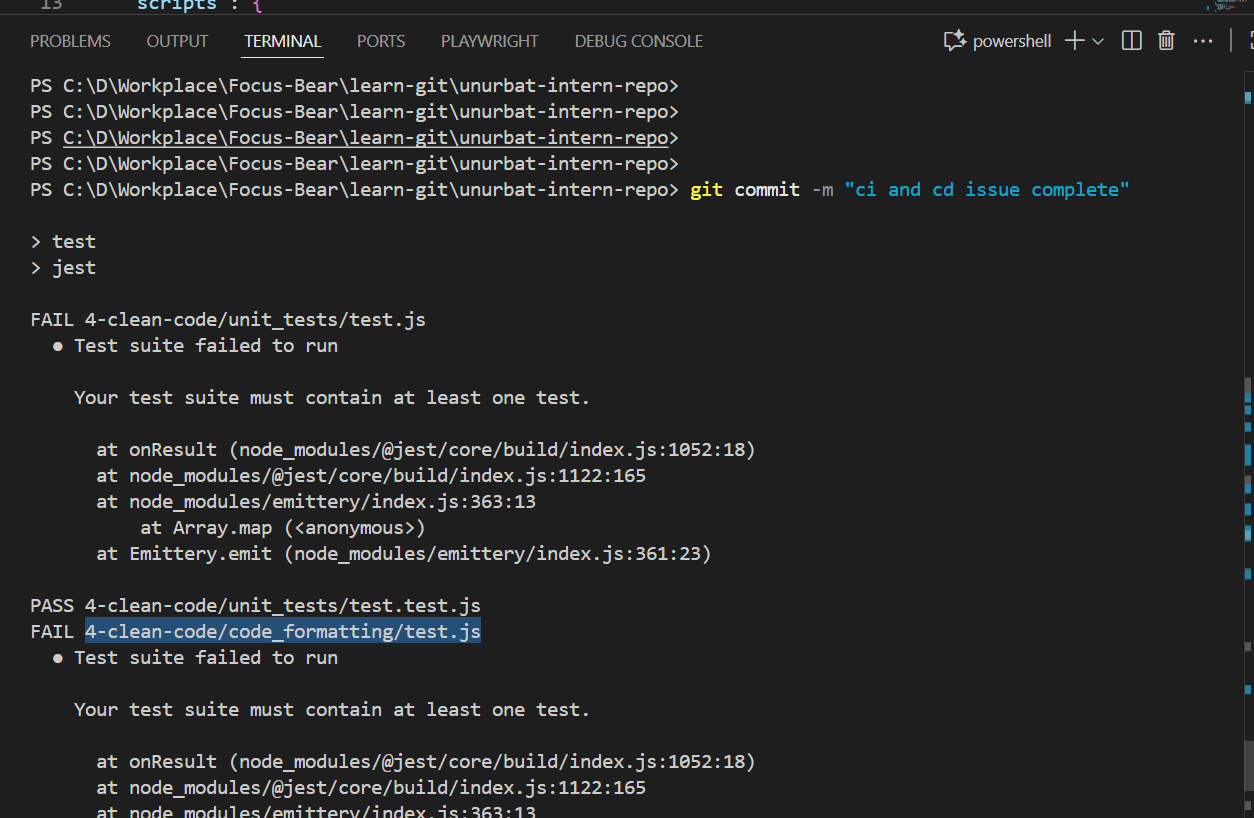 13 scripts : {
PROBLEMS OUTPUT TERMINAL PORTS PLAYWRIGHT DEBUG CONSOLE powershell
PS C:\D\Workplace\Focus-Bear\learn-git\unurbat-intern-repo>
PS C:\D\Workplace\Focus-Bear\learn-git\unurbat-intern-repo>
PS C:\D\Workplace\Focus-Bear\learn-git\unurbat-intern-repo>
PS C:\D\Workplace\Focus-Bear\learn-git\unurbat-intern-repo>
PS C:\D\Workplace\Focus-Bear\learn-git\unurbat-intern-repo> git commit -m "ci and cd issue complete"
> test
> jest
FAIL 4-clean-code/unit_tests/test.js
● Test suite failed to run
Your test suite must contain at least one test.
at onResult (node_modules/@jest/core/build/index.js:1052:18)
at node_modules/@jest/core/build/index.js:1122:165
at node_modules/emittery/index.js:363:13
at Array.map (<anonymous>)
at Emittery.emit (node_modules/emittery/index.js:361:23)
PASS 4-clean-code/unit_tests/test.test.js
FAIL 4-clean-code/code_formatting/test.js
● Test suite failed to run
Your test suite must contain at least one test.
at onResult (node_modules/@jest/core/build/index.js:1052:18)
at node_modules/@jest/core/build/index.js:1122:165
at node_modules/emittery/index.js:363:13